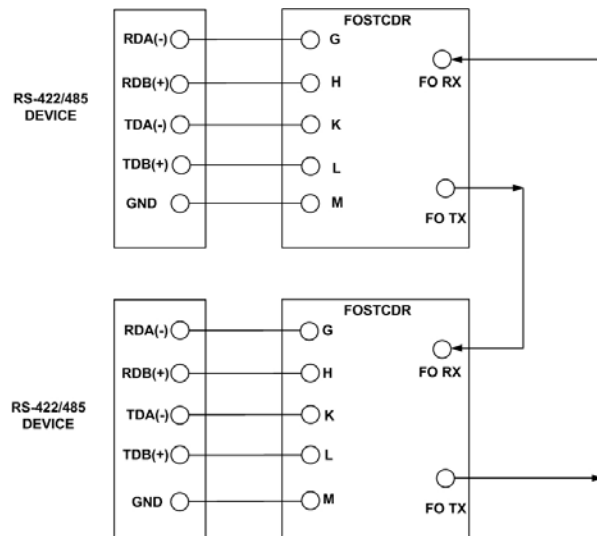 FOSTCDR
RDA(-) G
FO RX
RDB(+) H
RS-422/485
DEVICE
TDA(-) K
TDB(+) L
GND M
FO TX
FOSTCDR
RDA(-) G
FO RX
RDB(+) H
RS-422/485
DEVICE
TDA(-) K
TDB(+) L
GND M
FO TX